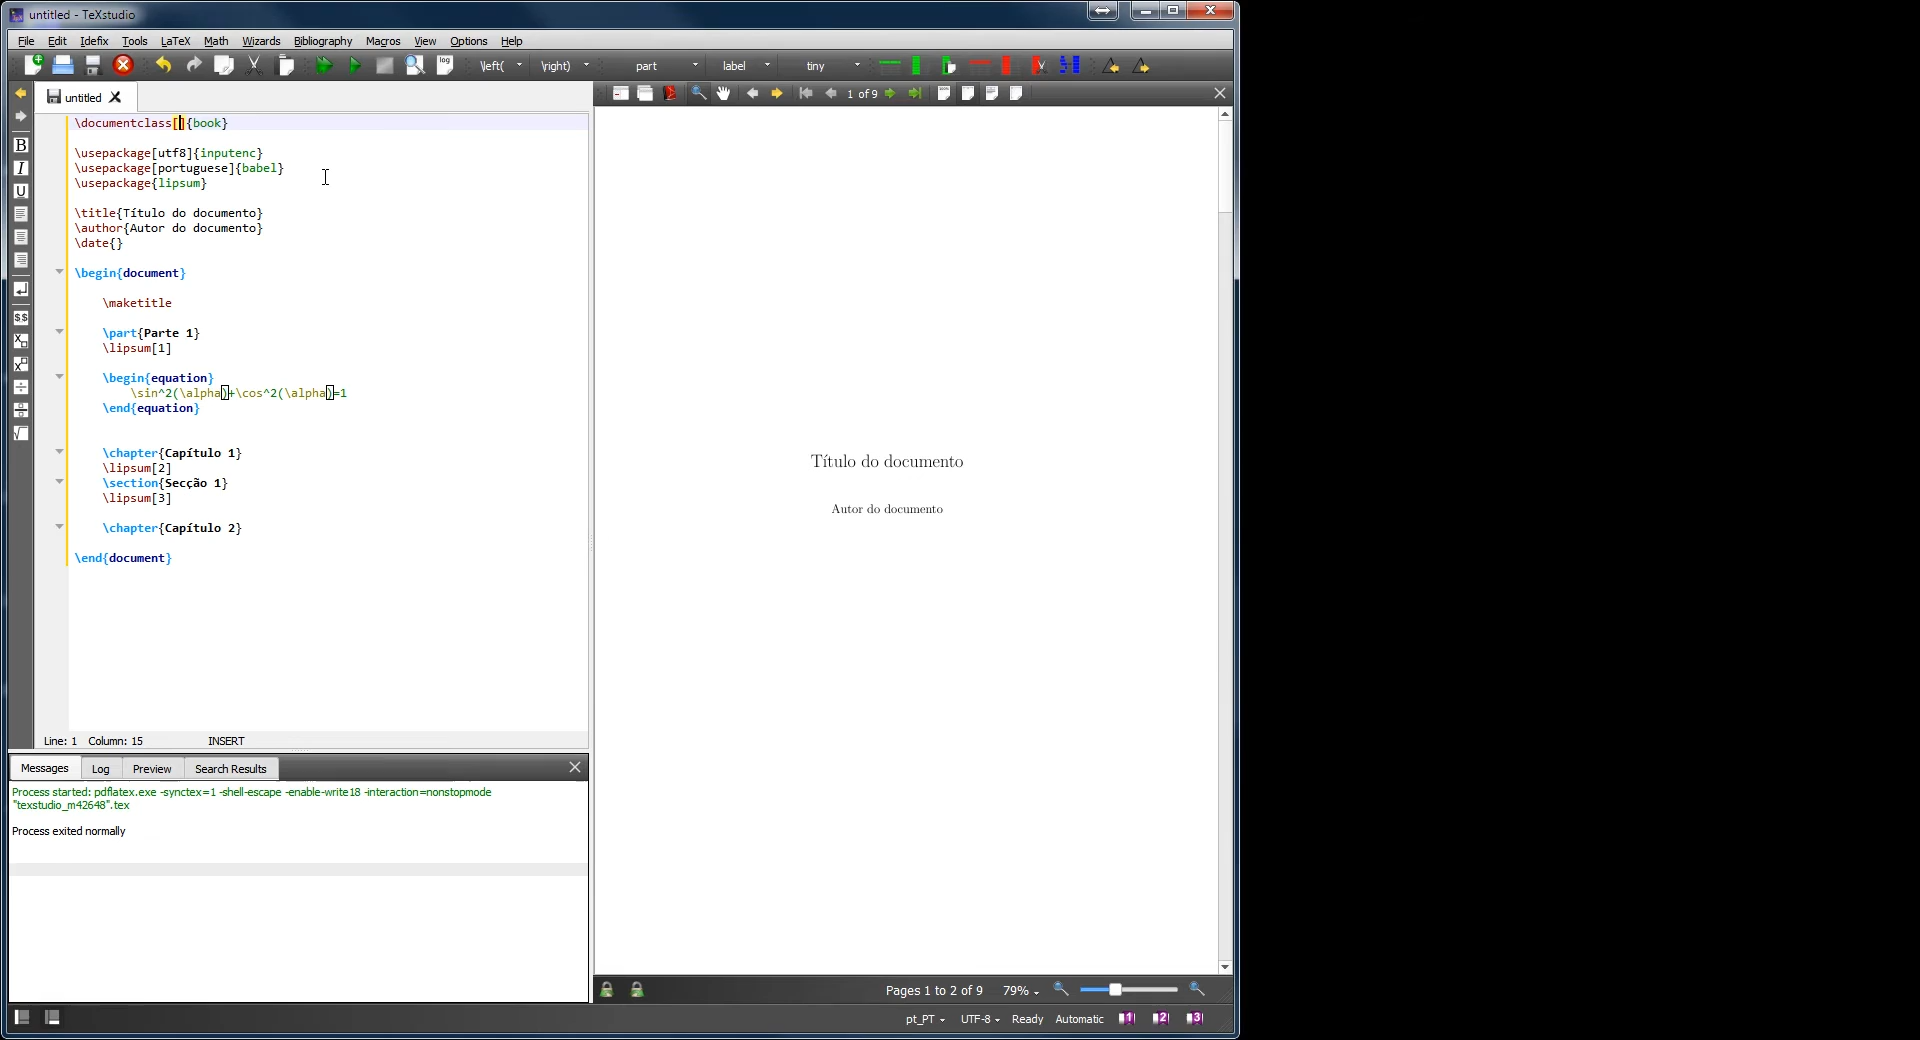 untitled - TeXstudio
File Edit Idefix Tools LaTeX Math Wizards Bibliography Macros View Options Help
log \left( \right) part label tiny
untitled
1 of 9
\documentclass[]{book}
\usepackage[utf8]{inputenc}
\usepackage[portuguese]{babel}
\usepackage{lipsum}
\title{Título do documento}
\author{Autor do documento}
\date{}
\begin{document}
\maketitle
\part{Parte 1}
\lipsum[1]
\begin{equation}
\sin^2(\alpha)+\cos^2(\alpha)=1
\end{equation}
\chapter{Capítulo 1}
\lipsum[2]
\section{Secção 1}
\lipsum[3]
\chapter{Capítulo 2}
\end{document}
B
I
U
$$
Título do documento
Autor do documento
Line: 1 Column: 15 INSERT
Messages Log Preview Search Results
Process started: pdflatex.exe -synctex=1 -shell-escape -enable-write18 -interaction=nonstopmode
"texstudio_m42648".tex
Process exited normally
Pages 1 to 2 of 9 79%
pt_PT UTF-8 Ready Automatic 1 2 3